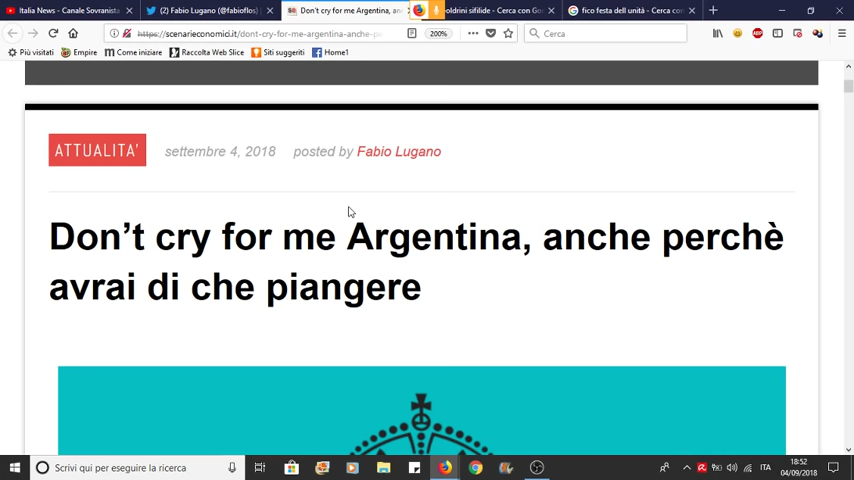 Italia News - Canale Sovranista
(2) Fabio Lugano (@fabioflos) |
Don't cry for me Argentina, an
oldrini sifilide - Cerca con Goo
fico festa dell unità - Cerca con
https://scenarieconomici.it/dont-cry-for-me-argentina-anche-pe
200%
Cerca
Più visitati
Empire
Come iniziare
Raccolta Web Slice
Siti suggeriti
Home1
ATTUALITA' settembre 4, 2018 posted by Fabio Lugano
Don't cry for me Argentina, anche perchè
avrai di che piangere
Scrivi qui per eseguire la ricerca
ITA
18:52
04/09/2018